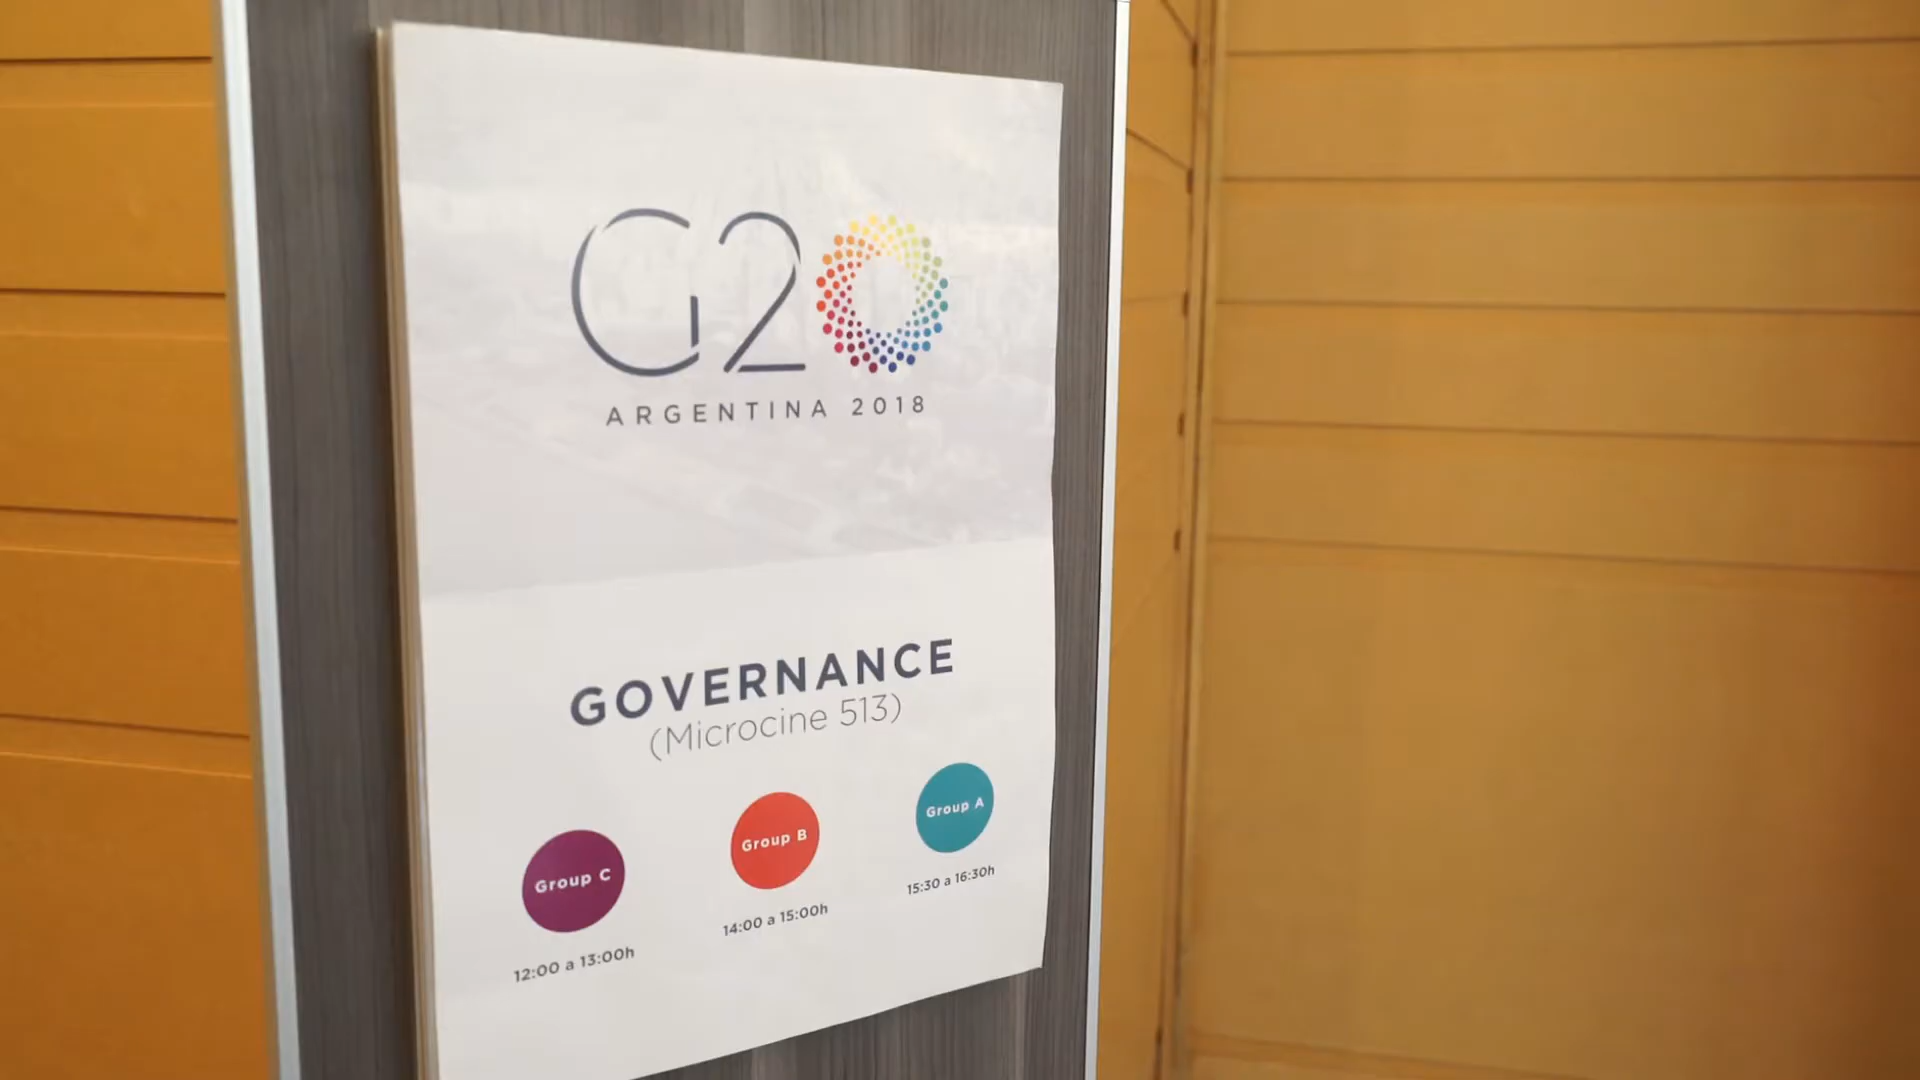 G20
ARGENTINA 2018
GOVERNANCE
(Microcine 513)
Group C
Group B
Group A
12:00 a 13:00h
14:00 a 15:00h
15:30 a 16:30h